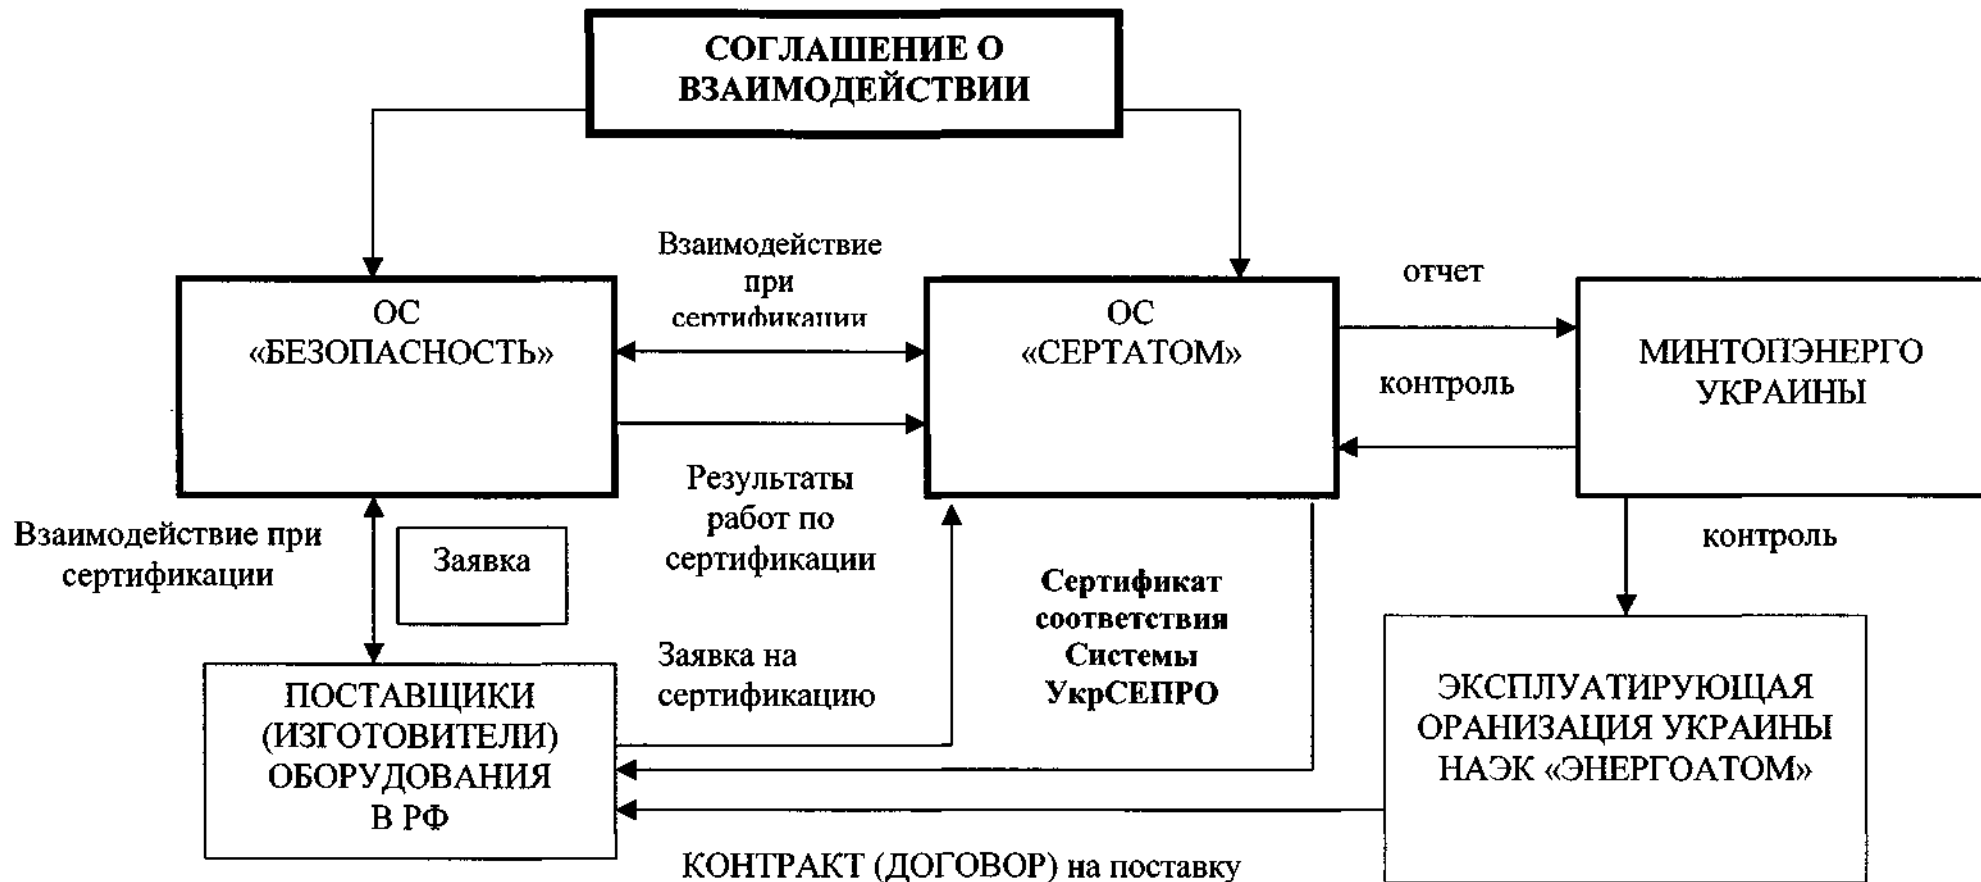 СОГЛАШЕНИЕ О
ВЗАИМОДЕЙСТВИИ
Взаимодействие
при
сертификации
отчет
ОС
«БЕЗОПАСНОСТЬ»
ОС
«СЕРТАТОМ»
МИНТОПЭНЕРГО
УКРАИНЫ
контроль
Результаты
работ по
сертификации
Взаимодействие при
сертификации
Заявка
контроль
Сертификат
соответствия
Системы
УкрСЕПРО
Заявка на
сертификацию
ПОСТАВЩИКИ
(ИЗГОТОВИТЕЛИ)
ОБОРУДОВАНИЯ
В РФ
ЭКСПЛУАТИРУЮЩАЯ
ОРАНИЗАЦИЯ УКРАИНЫ
НАЭК «ЭНЕРГОАТОМ»
КОНТРАКТ (ДОГОВОР) на поставку